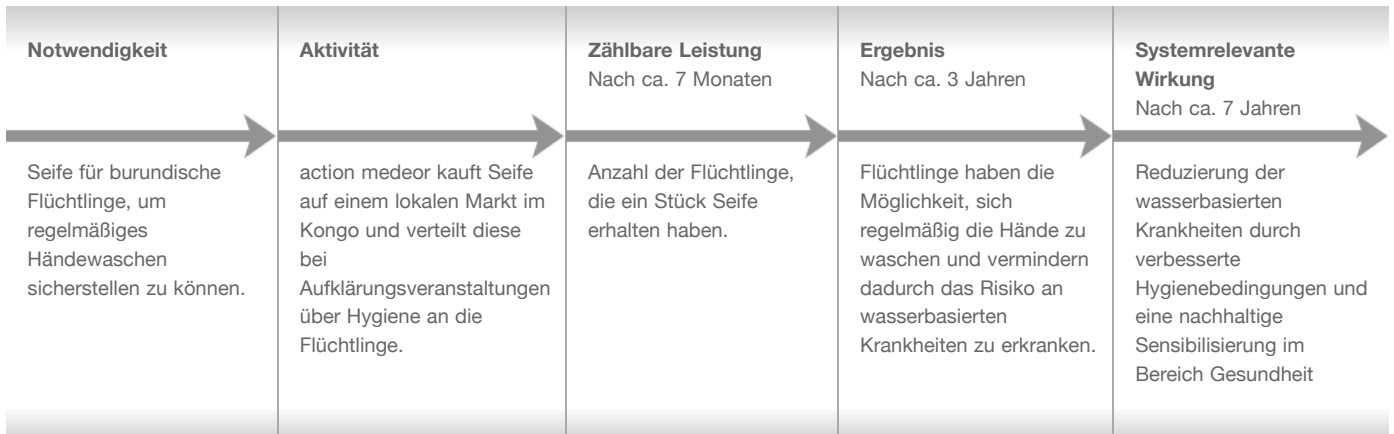 Notwendigkeit
Aktivität
Zählbare Leistung
Nach ca. 7 Monaten
Ergebnis
Nach ca. 3 Jahren
Systemrelevante
Wirkung
Nach ca. 7 Jahren
Seife für burundische
Flüchtlinge, um
regelmäßiges
Händewaschen
sicherstellen zu können.
action medeor kauft Seife
auf einem lokalen Markt im
Kongo und verteilt diese
bei
Aufklärungsveranstaltungen
über Hygiene an die
Flüchtlinge.
Anzahl der Flüchtlinge,
die ein Stück Seife
erhalten haben.
Flüchtlinge haben die
Möglichkeit, sich
regelmäßig die Hände zu
waschen und vermindern
dadurch das Risiko an
wasserbasierten
Krankheiten zu erkranken.
Reduzierung der
wasserbasierten
Krankheiten durch
verbesserte
Hygienebedingungen und
eine nachhaltige
Sensibilisierung im
Bereich Gesundheit